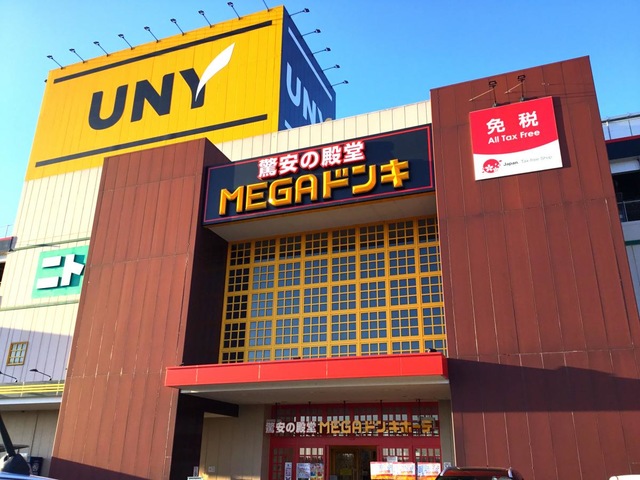 UNY
UNY
驚安の殿堂
MEGAドンキ
免税
All Tax Free
Japan. Tax-free Shop
ニト
驚安の殿堂 MEGAドンキホーテ